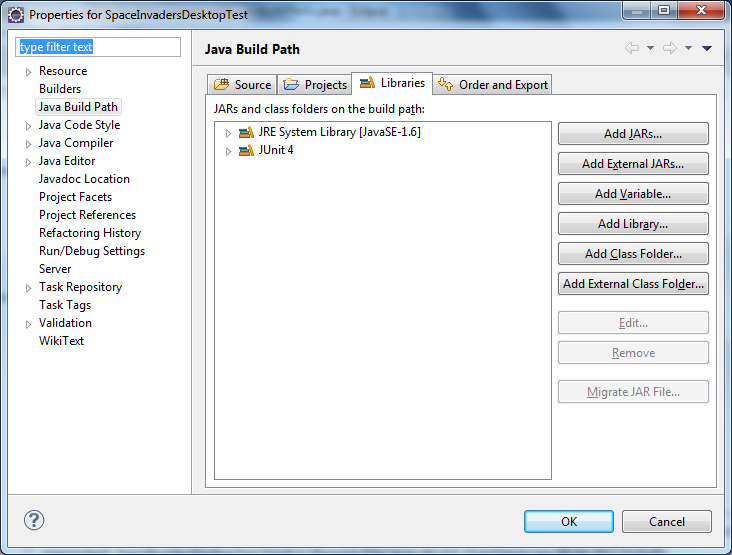 Properties for SpaceInvadersDesktopTest
type filter text
Resource
Builders
Java Build Path
Java Code Style
Java Compiler
Java Editor
Javadoc Location
Project Facets
Project References
Refactoring History
Run/Debug Settings
Server
Task Repository
Task Tags
Validation
WikiText
Java Build Path
Source Projects Libraries Order and Export
JARs and class folders on the build path:
JRE System Library [JavaSE-1.6]
JUnit 4
Add JARs...
Add External JARs...
Add Variable...
Add Library...
Add Class Folder...
Add External Class Folder...
Edit...
Remove
Migrate JAR File...
?
OK Cancel